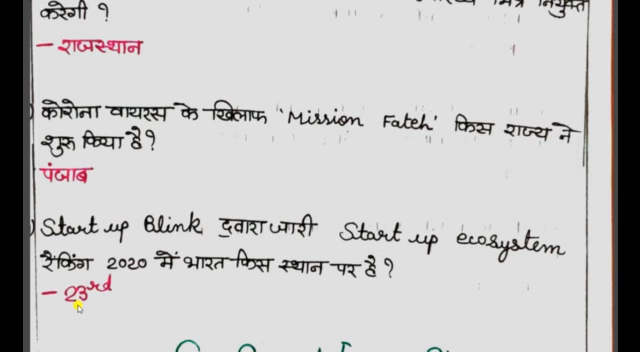 करेगी ?
- राजस्थान
) कोरोना वायरस के खिलाफ 'Mission Fateh' किस राज्य ने
शुरू किया है ?
पंजाब
) Start up Blink द्वारा जारी Start up ecosystem
रैंकिंग 2020 में भारत किस स्थान पर है ?
- 23rd